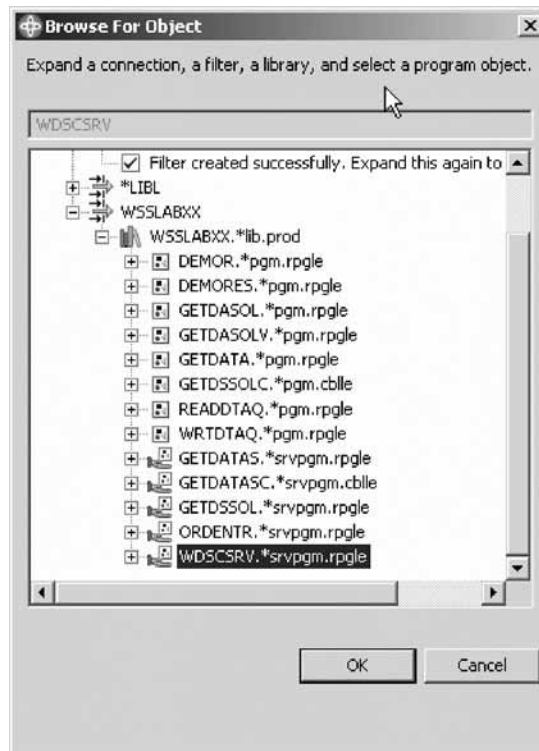 Browse For Object
Expand a connection, a filter, a library, and select a program object.
WDSCSRV
Filter created successfully. Expand this again to
*LIBL
WSSLABXX
WSSLABXX.*lib.prod
DEMOR.*pgm.rpgle
DEMORES.*pgm.rpgle
GETDASOL.*pgm.rpgle
GETDASOLV.*pgm.rpgle
GETDATA.*pgm.rpgle
GETDSSOLC.*pgm.cblle
READDTAQ.*pgm.rpgle
WRTDTAQ.*pgm.rpgle
GETDATAS.*srvpgm.rpgle
GETDATASC.*srvpgm.cblle
GETDSSOL.*srvpgm.rpgle
ORDENTR.*srvpgm.rpgle
WDSCSRV.*srvpgm.rpgle
OK Cancel